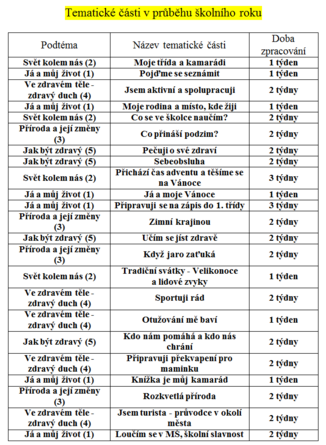 Tematické části v průběhu školního roku
Podtéma
Název tematické části
Doba
zpracování
Svět kolem nás (2)
Moje třída a kamarádi
1 týden
Já a můj život (1)
Pojďme se seznámit
1 týden
Ve zdravém těle -
zdravý duch (4)
Jsem aktivní a spolupracuji
2 týdny
Já a můj život (1)
Moje rodina a místo, kde žiji
1 týden
Svět kolem nás (2)
Co se ve školce naučím?
2 týdny
Příroda a její změny
(3)
Co přináší podzim?
2 týdny
Jak být zdravý (5)
Pečuji o své zdraví
2 týdny
Jak být zdravý (5)
Sebeobsluha
2 týdny
Svět kolem nás (2)
Přichází čas adventu a těšíme se
na Vánoce
3 týdny
Já a můj život (1)
Já a moje Vánoce
1 týden
Já a můj život (1)
Připravuji se na zápis do 1. třídy
3 týdny
Příroda a její změny
(3)
Zimní krajinou
2 týdny
Jak být zdravý (5)
Učím se jíst zdravě
2 týdny
Příroda a její změny
(3)
Když jaro zaťuká
2 týdny
Svět kolem nás (2)
Tradiční svátky - Velikonoce
a lidové zvyky
1 týden
Ve zdravém těle -
zdravý duch (4)
Sportuji rád
2 týdny
Ve zdravém těle -
zdravý duch (4)
Otužování mě baví
1 týden
Jak být zdravý (5)
Kdo nám pomáhá a kdo nás
chrání
2 týdny
Ve zdravém těle -
zdravý duch (4)
Připravuji překvapení pro
maminku
2 týdny
Já a můj život (1)
Knížka je můj kamarád
1 týden
Příroda a její změny
(3)
Rozkvetlá příroda
2 týdny
Ve zdravém těle -
zdravý duch (4)
Jsem turista - průvodce v okolí
města
2 týdny
Já a můj život (1)
Loučím se v MŠ, školní slavnost
2 týdny